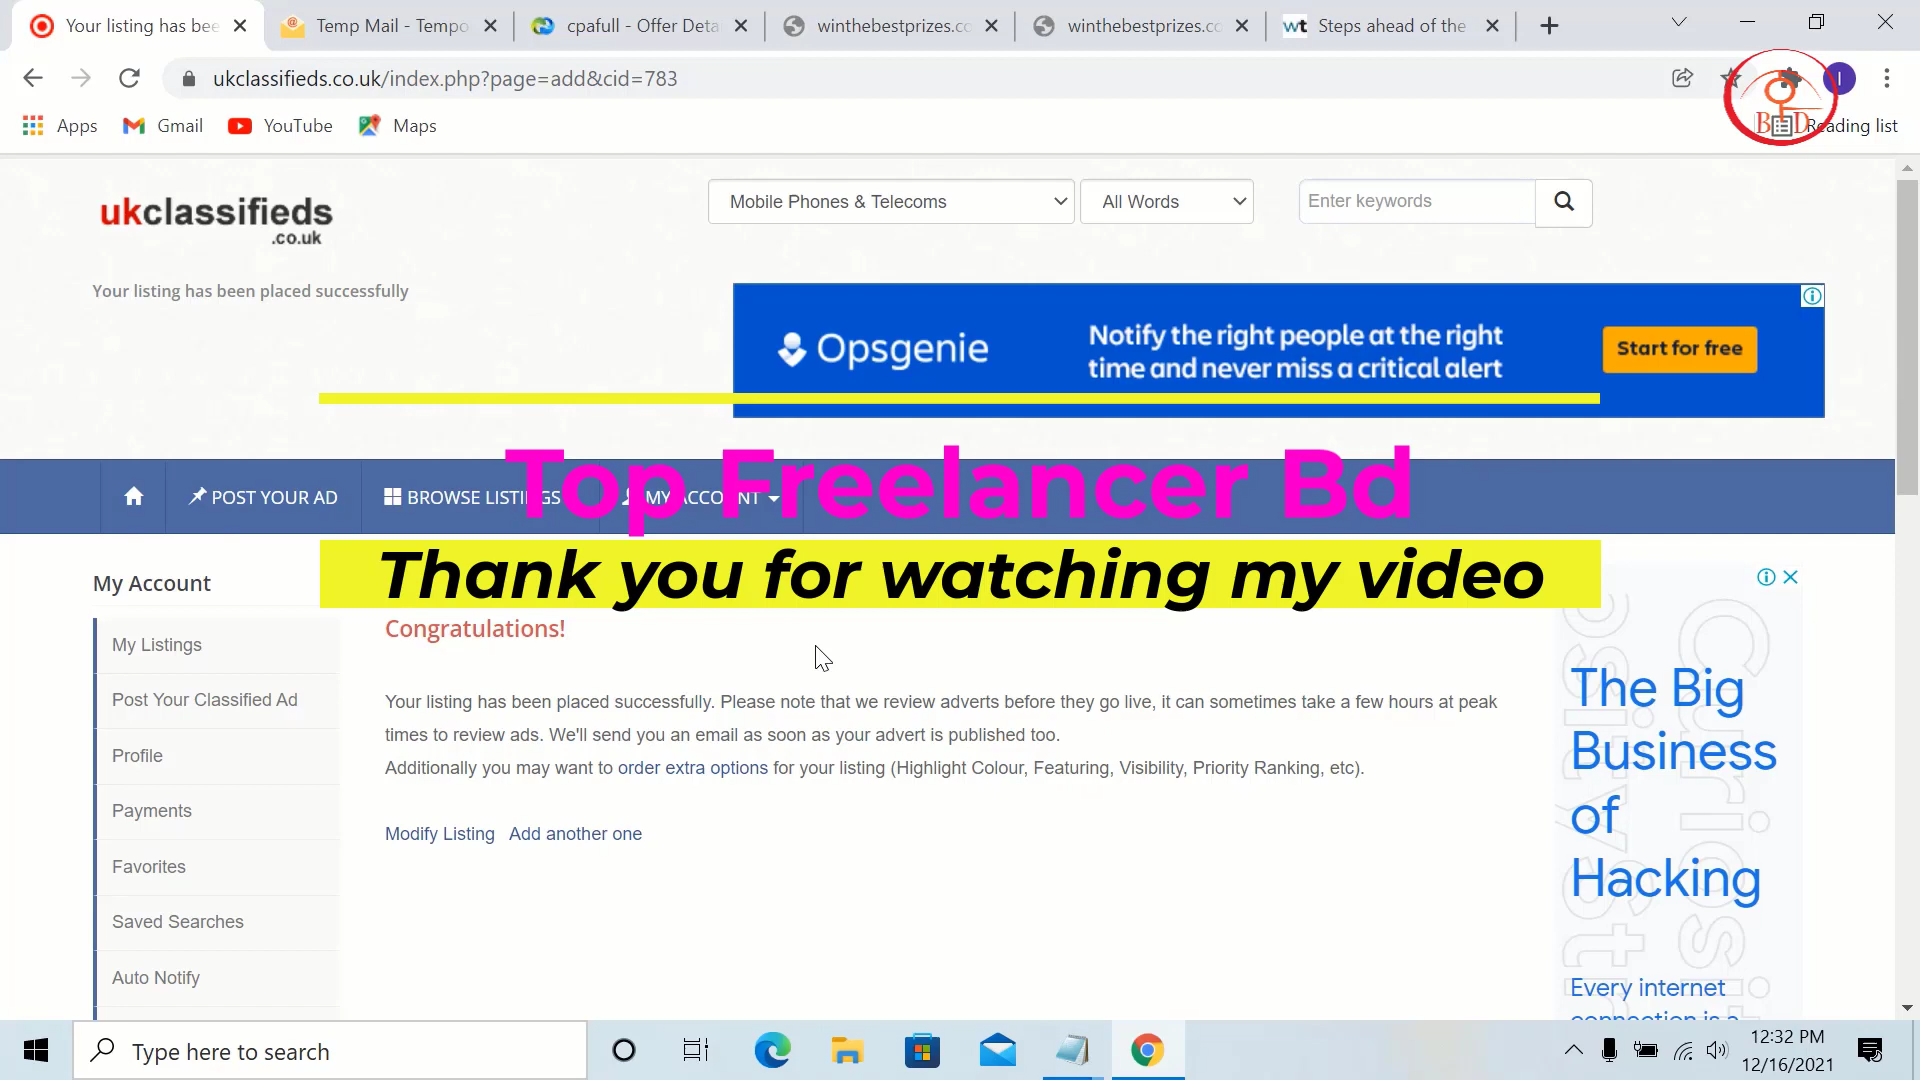 Your listing has bee
Temp Mail - Tempo
cpafull - Offer Deta
winthebestprizes.co
winthebestprizes.co
wt Steps ahead of the
ukclassifieds.co.uk/index.php?page=add&cid=783
I
Apps
Gmail
YouTube
Maps
B D
Reading list
ukclassifieds
.co.uk
Mobile Phones & Telecoms
All Words
Enter keywords
Your listing has been placed successfully
Opsgenie
Notify the right people at the right
time and never miss a critical alert
Start for free
POST YOUR AD
BROWSE LISTINGS
MY ACCOUNT
Top Freelancer Bd
Thank you for watching my video
My Account
My Listings
Post Your Classified Ad
Profile
Payments
Favorites
Saved Searches
Auto Notify
Congratulations!
Your listing has been placed successfully. Please note that we review adverts before they go live, it can sometimes take a few hours at peak
times to review ads. We'll send you an email as soon as your advert is published too.
Additionally you may want to order extra options for your listing (Highlight Colour, Featuring, Visibility, Priority Ranking, etc).
Modify Listing Add another one
The Big
Business
of
Hacking
Every internet
connection is a
Type here to search
12:32 PM
12/16/2021